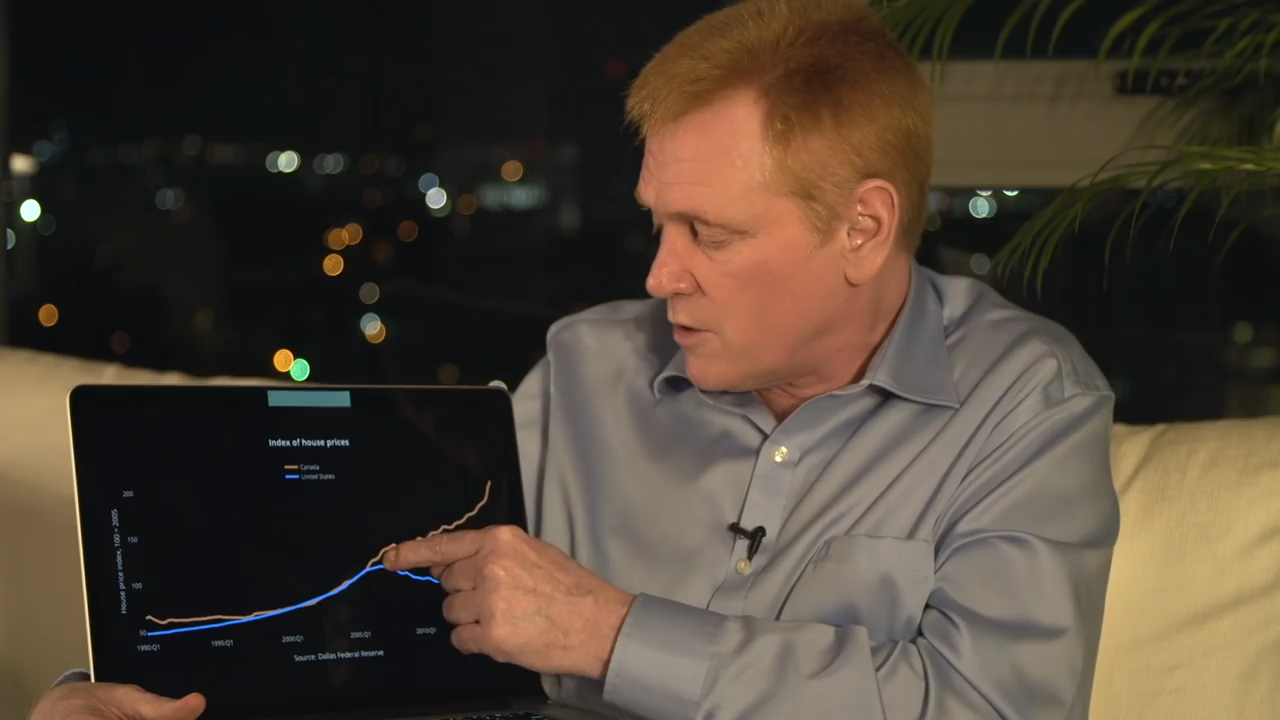 Index of house prices
Canada
United States
200
150
100
50
House price index, 100 = 2005
1990:Q1
1995:Q1
2000:Q1
2005:Q1
2010:Q1
Source: Dallas Federal Reserve